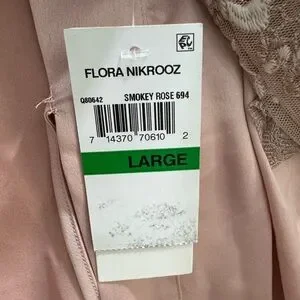 FLORA NIKROOZ
Q80642 SMOKEY ROSE 694
7 14370 70610 2
LARGE